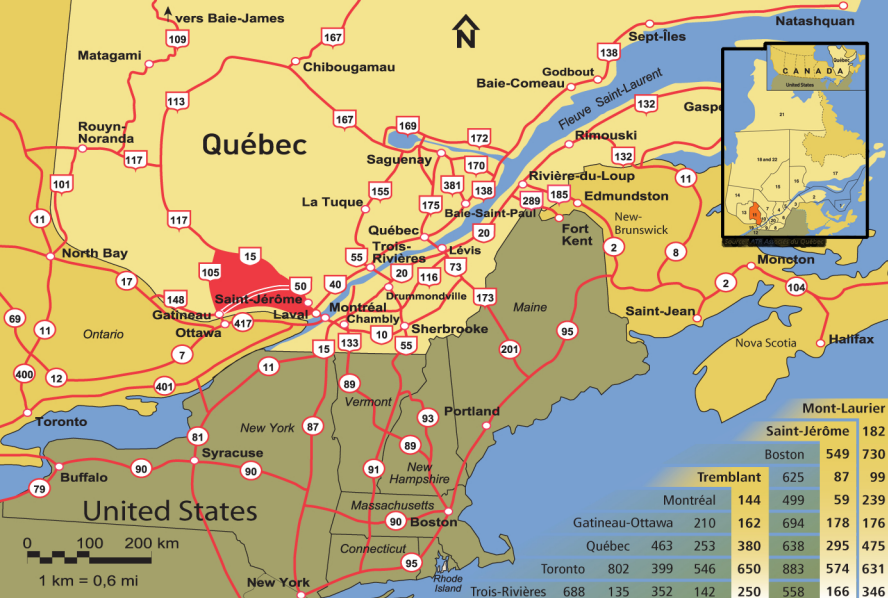 vers Baie-James
N
Natashquan
109
167
Sept-Îles
Matagami
138
Québec
Chibougamau
Godbout
CANADA
Baie-Comeau
United States
113
Fleuve Saint-Laurent
132
Gaspe
167
169
172
Rimouski
21
Rouyn-
Noranda
Québec
132
117
Saguenay
170
19 and 22
Rivière-du-Loup
11
101
155
381
138
185
Edmundston
La Tuque
175
Baie-Saint-Paul
289
11
117
New-
Brunswick
Québec
20
Fort
Kent
2
8
North Bay
15
55
Trois-
Rivières
Lévis
Moncton
105
20
116
73
17
50
40
2
104
148
Saint-Jérôme
Drummondville
173
Maine
Gatineau
Laval
Montréal
Saint-Jean
69
11
Ontario
Ottawa
417
Chambly
10
Sherbrooke
95
Nova Scotia
Halifax
15
133
55
201
7
11
400
12
401
89
Vermont
Toronto
93
Portland
Mont-Laurier
81
New York
87
Saint-Jérôme 182
Syracuse
89
Boston 549 730
Buffalo
90
90
91
New
Hampshire
Tremblant 625 87 99
79
Massachusetts
Montréal 144 499 59 239
United States
90
Boston
Gatineau-Ottawa 210 162 694 178 176
0 100 200 km
Connecticut
Québec 463 253 380 638 295 475
1 km = 0,6 mi
95
Toronto 802 399 546 650 883 574 631
New York
Rhode
Island
Trois-Rivières 688 135 352 142 250 558 166 346